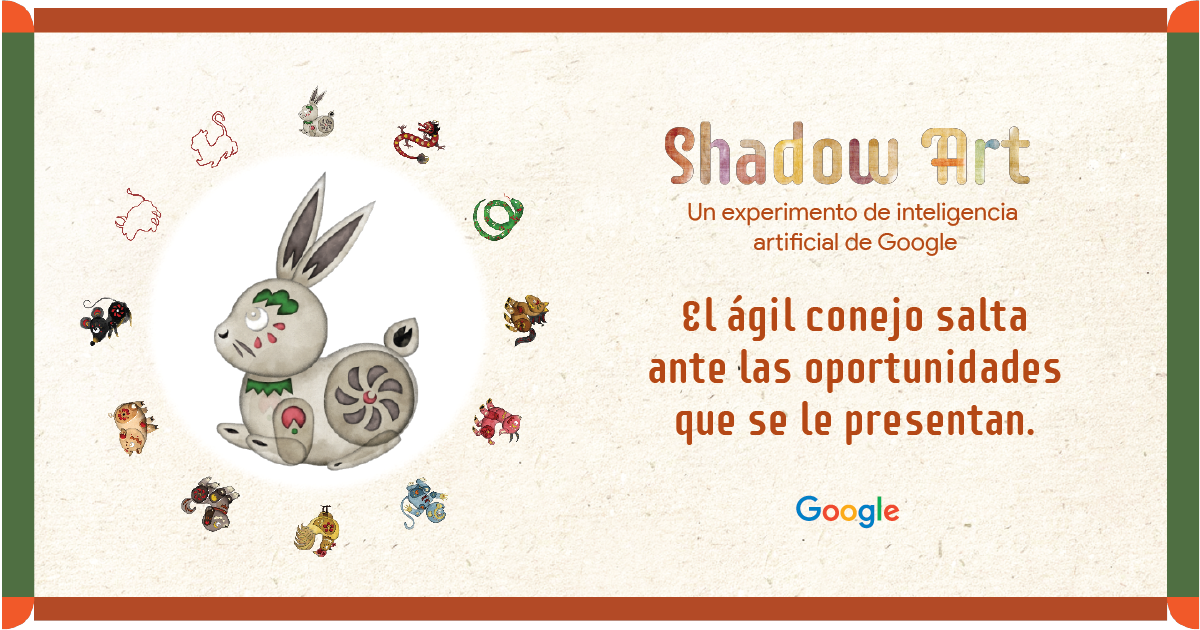 Shadow Art
Un experimento de inteligencia
artificial de Google
El ágil conejo salta
ante las oportunidades
que se le presentan.
Google